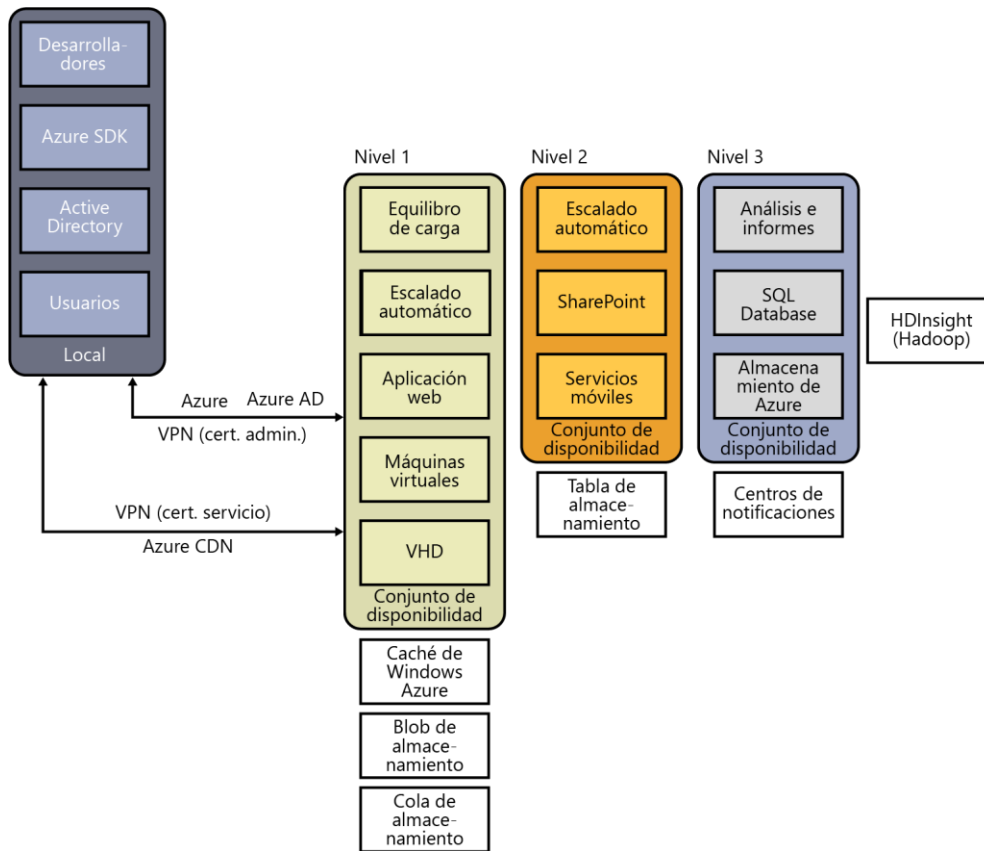 Desarrolla-
dores
Azure SDK
Active
Directory
Usuarios
Local
Azure
Azure AD
VPN (cert. admin.)
VPN (cert. servicio)
Azure CDN
Nivel 1
Equilibro
de carga
Escalado
automático
Aplicación
web
Máquinas
virtuales
VHD
Conjunto de
disponibilidad
Caché de
Windows
Azure
Blob de
almace-
namiento
Cola de
almace-
namiento
Nivel 2
Escalado
automático
SharePoint
Servicios
móviles
Conjunto de
disponibilidad
Tabla de
almace-
namiento
Nivel 3
Análisis e
informes
SQL
Database
Almacena
miento de
Azure
Conjunto de
disponibilidad
Centros de
notificaciones
HDInsight
(Hadoop)